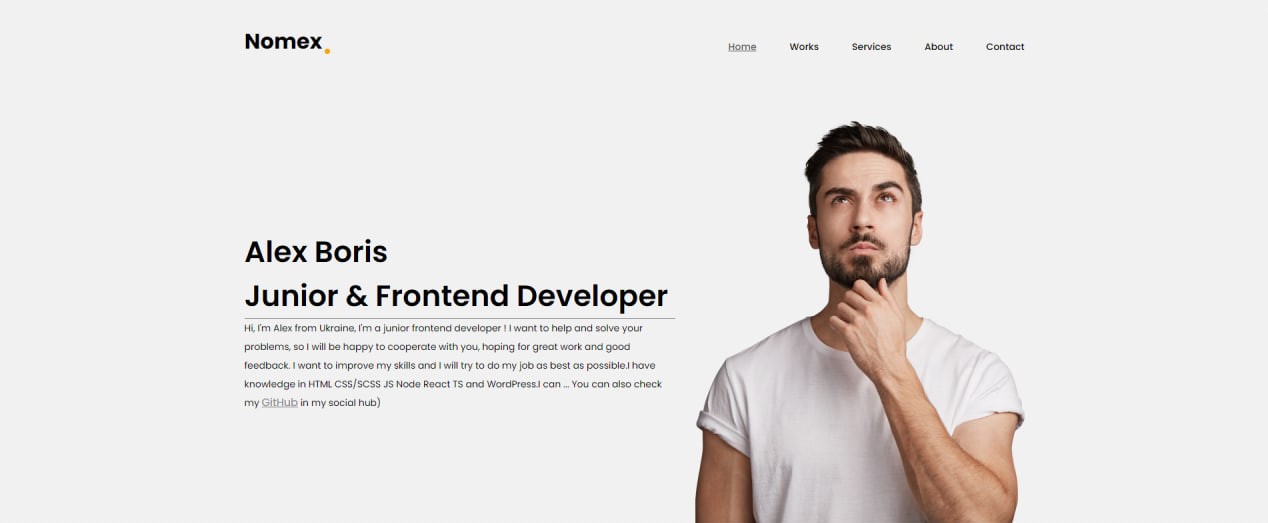 Nomex.
Home Works Services About Contact
Alex Boris
Junior & Frontend Developer
Hi, I'm Alex from Ukraine, I'm a junior frontend developer ! I want to help and solve your
problems, so I will be happy to cooperate with you, hoping for great work and good
feedback. I want to improve my skills and I will try to do my job as best as possible.I have
knowledge in HTML CSS/SCSS JS Node React TS and WordPress.I can ... You can also check
my GitHub in my social hub)